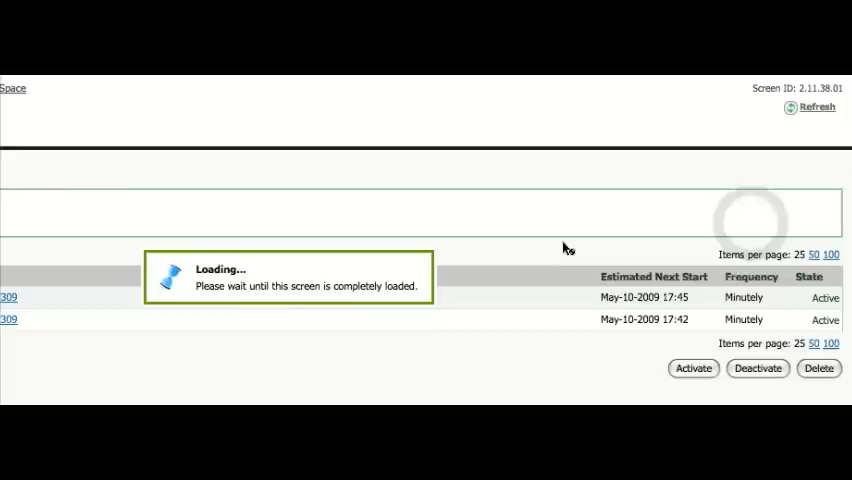 Space
Screen ID: 2.11.38.01
Refresh
Items per page: 25 50 100
Loading...
Please wait until this screen is completely loaded.
Estimated Next Start Frequency State
309 May-10-2009 17:45 Minutely Active
309 May-10-2009 17:42 Minutely Active
Items per page: 25 50 100
Activate Deactivate Delete